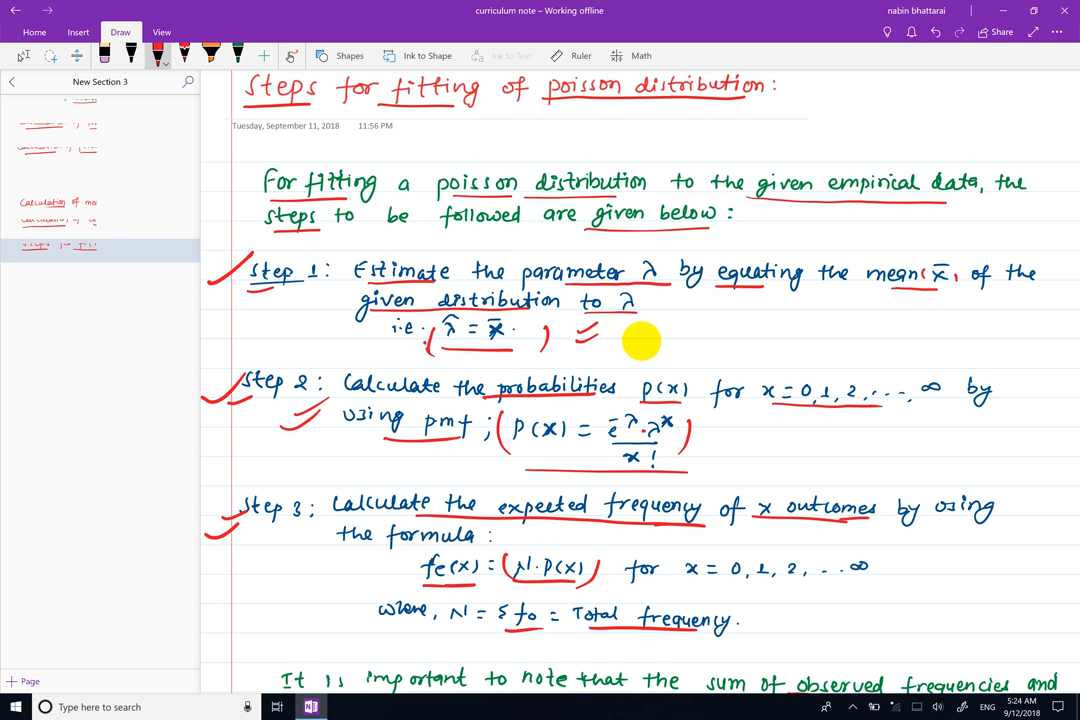 curriculum note – Working offline
nabin bhattarai
Home Insert Draw View
Share
Shapes Ink to Shape Ink to Text Ruler Math
New Section 3
Calculation of me
Steps for fitting of poisson distribution:
Tuesday, September 11, 2018 11:56 PM
For fitting a poisson distribution to the given empirical data, the
steps to be followed are given below:
Step 1: Estimate the parameter λ by equating the mean(x̄) of the
given distribution to λ
i.e. (λ̂ = x̄.)
Step 2: Calculate the probabilities p(x) for x = 0, 1, 2, ....., ∞ by
using pmf; (p(x) = e^-λ.λ^x / x!)
Step 3: Calculate the expected frequency of x outcomes by using
the formula:
fe(x) = (N.p(x)) for x = 0, 1, 2, ... ∞
where, N = Σfo = Total frequency.
It is important to note that the sum of observed frequencies and
Page
Type here to search
ENG
5:24 AM
9/12/2018